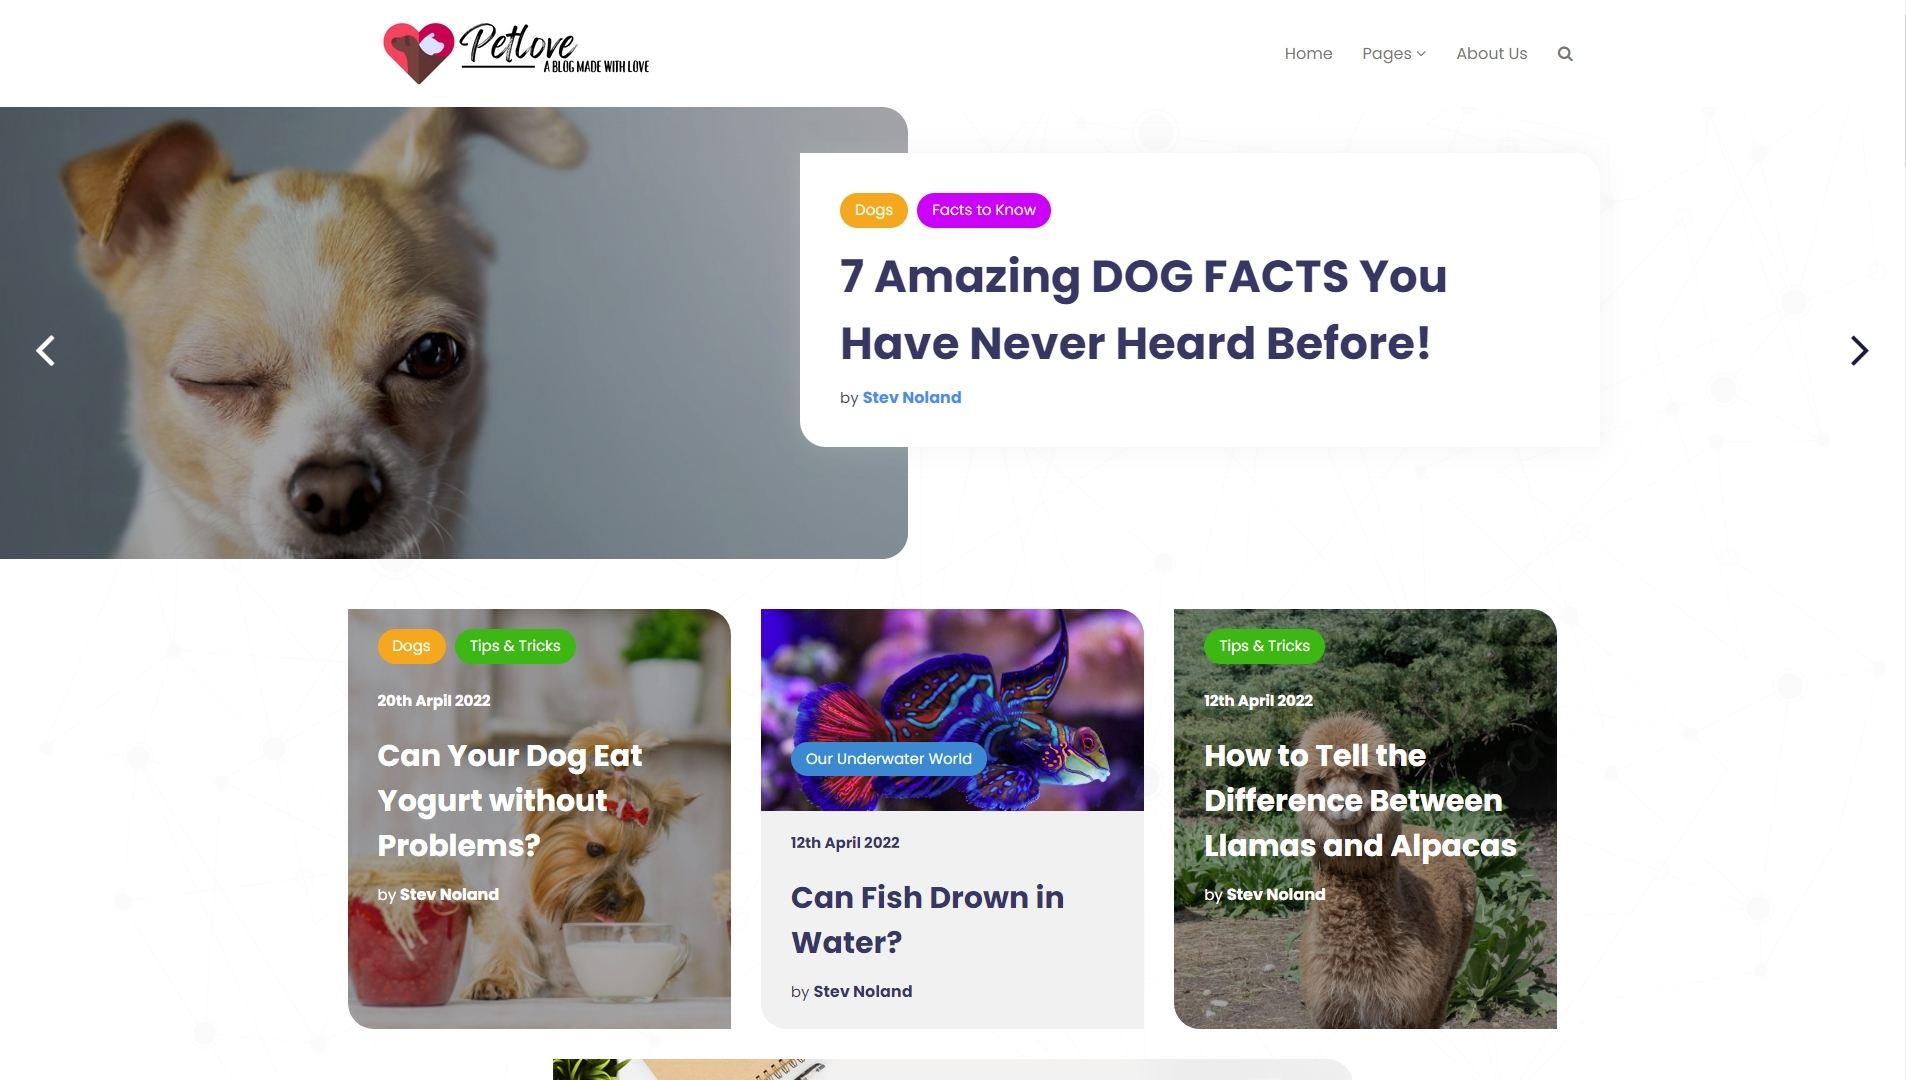 Petlove
A BLOG MADE WITH LOVE
Home
Pages
About Us
Dogs
Facts to Know
7 Amazing DOG FACTS You
Have Never Heard Before!
by Stev Noland
Dogs
Tips & Tricks
20th Arpil 2022
Can Your Dog Eat
Yogurt without
Problems?
by Stev Noland
Our Underwater World
12th April 2022
Can Fish Drown in
Water?
by Stev Noland
Tips & Tricks
12th April 2022
How to Tell the
Difference Between
Llamas and Alpacas
by Stev Noland